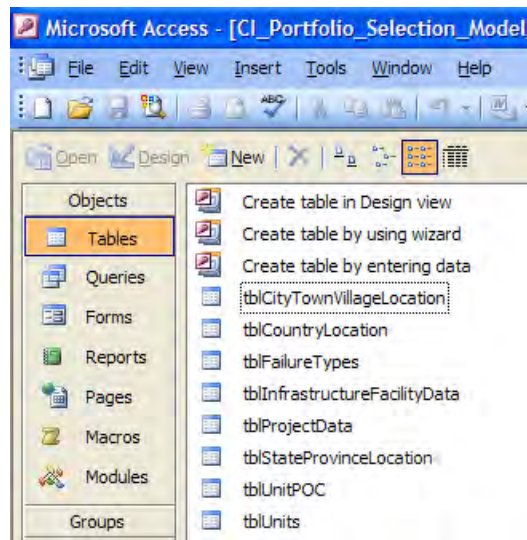 Microsoft Access - [CI_Portfolio_Selection_Model
File Edit View Insert Tools Window Help
ABC
Open Design New
Objects
Tables
Queries
Forms
Reports
Pages
Macros
Modules
Groups
Create table in Design view
Create table by using wizard
Create table by entering data
tblCityTownVillageLocation
tblCountryLocation
tblFailureTypes
tblInfrastructureFacilityData
tblProjectData
tblStateProvinceLocation
tblUnitPOC
tblUnits